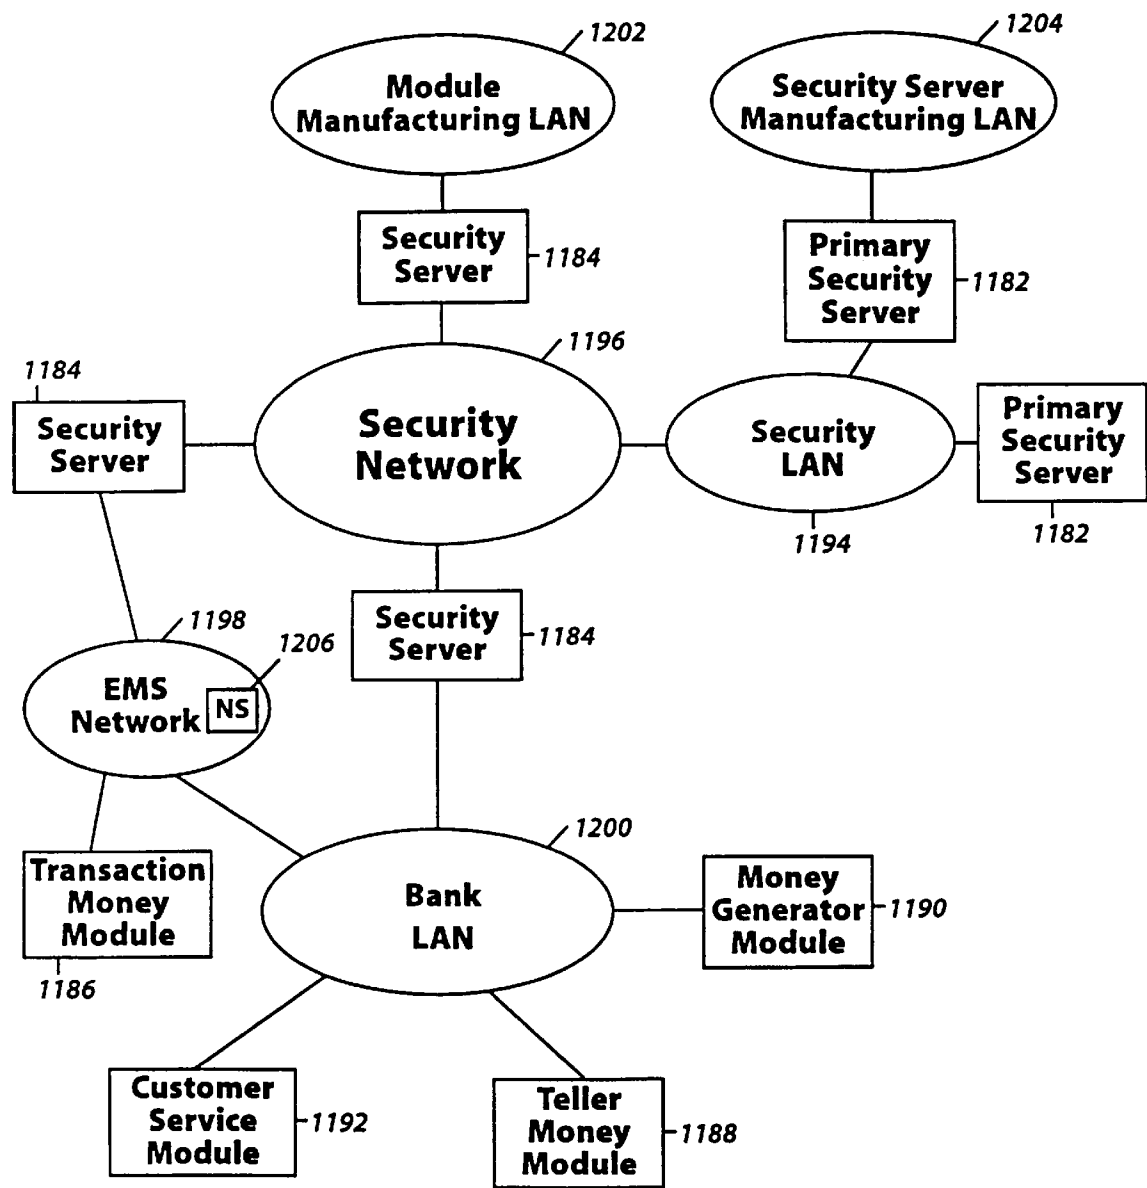 1202
Module
Manufacturing LAN
1204
Security Server
Manufacturing LAN
Security
Server
1184
Primary
Security
Server
1182
1196
Security
Network
1184
Security
Server
Security
LAN
1194
Primary
Security
Server
1182
Security
Server
1184
1198
1206
EMS
Network
NS
1200
Bank
LAN
Transaction
Money
Module
1186
Money
Generator
Module
1190
Customer
Service
Module
1192
Teller
Money
Module
1188